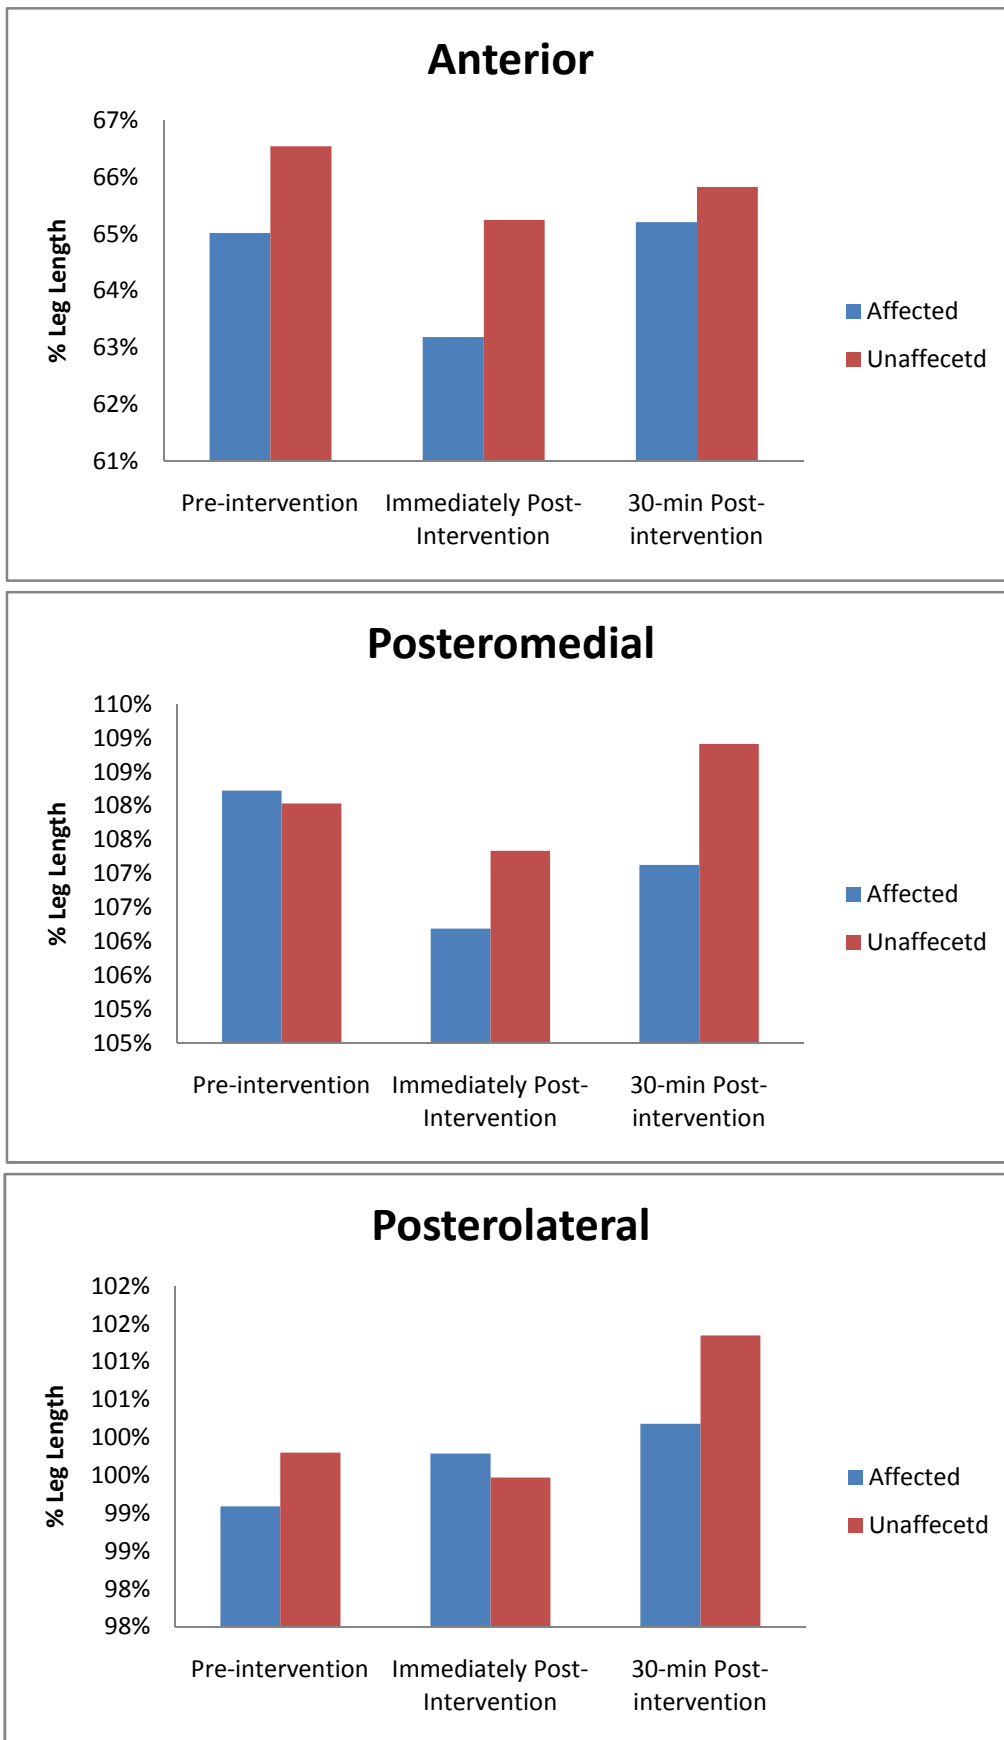 Anterior
67%
66%
65%
64%
63%
62%
61%
% Leg Length
Pre-intervention
Immediately Post-
Intervention
30-min Post-
intervention
Affected
Unaffecetd
Posteromedial
110%
109%
109%
108%
108%
107%
107%
106%
106%
105%
105%
% Leg Length
Pre-intervention
Immediately Post-
Intervention
30-min Post-
intervention
Affected
Unaffecetd
Posterolateral
102%
102%
101%
101%
100%
100%
99%
99%
98%
98%
% Leg Length
Pre-intervention
Immediately Post-
Intervention
30-min Post-
intervention
Affected
Unaffecetd